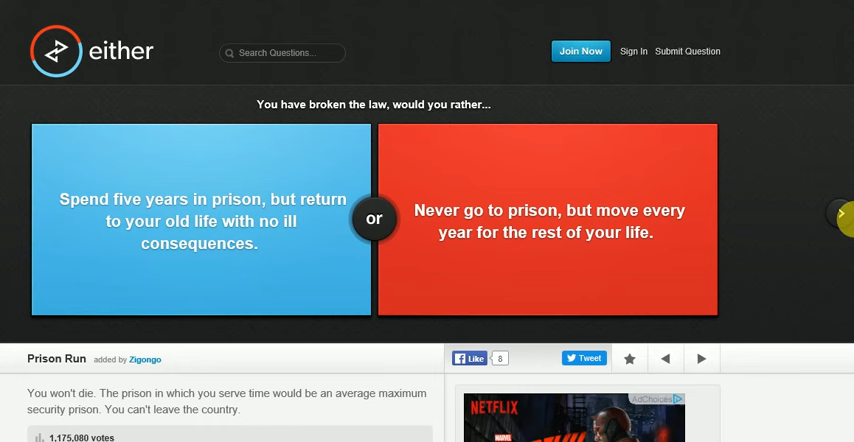 either
Search Questions...
Join Now
Sign In
Submit Question
You have broken the law, would you rather...
Spend five years in prison, but return
to your old life with no ill
consequences.
or
Never go to prison, but move every
year for the rest of your life.
Prison Run added by Zigongo
Like 8
Tweet
You won't die. The prison in which you serve time would be an average maximum
security prison. You can't leave the country.
1,175,080 votes
AdChoices
NETFLIX
MARVEL